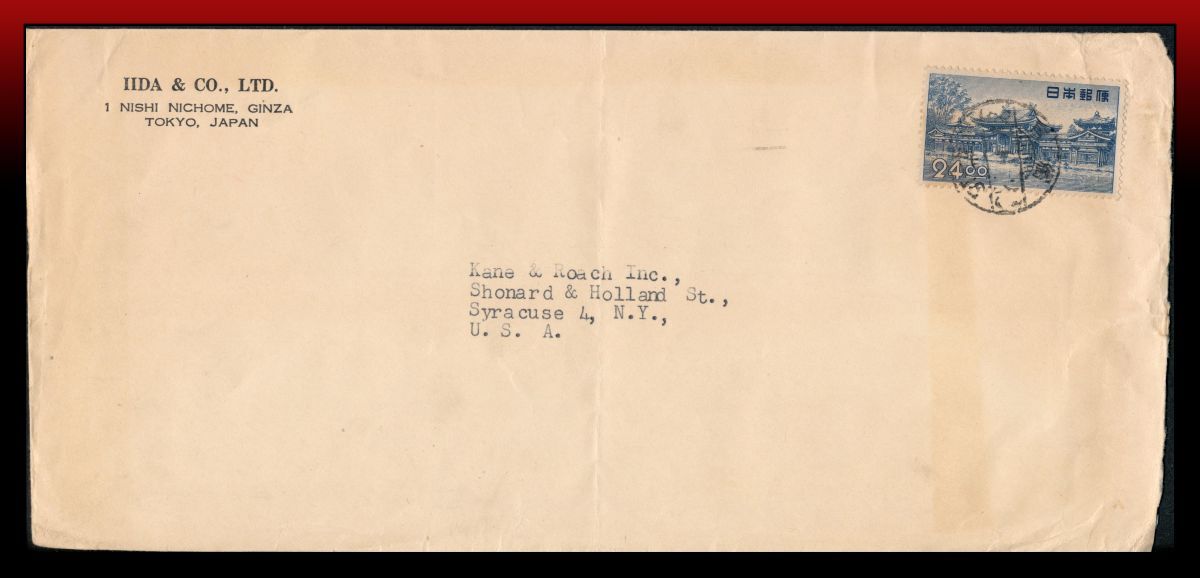 IIDA & CO., LTD.
1 NISHI NICHOME, GINZA
TOKYO, JAPAN
日本郵便
24 00
Kane & Roach Inc.,
Shonard & Holland St.,
Syracuse 4, N.Y.,
U. S. A.